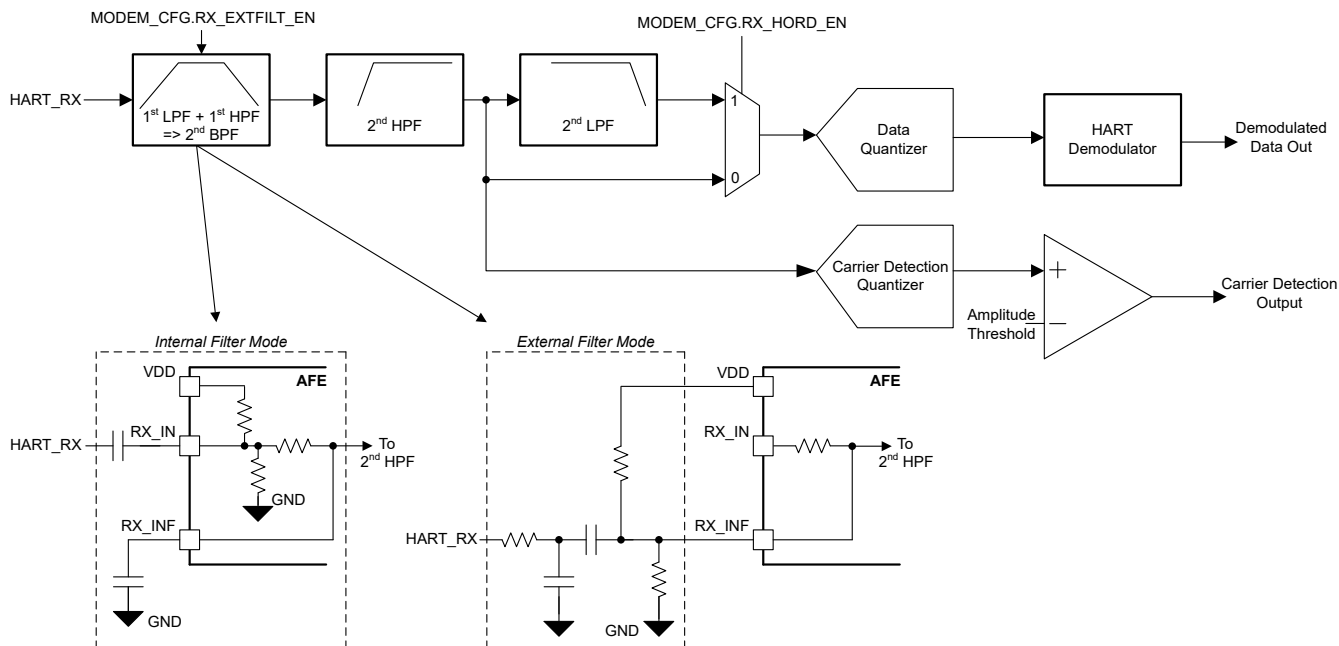 MODEM_CFG.RX_EXTFILT_EN
MODEM_CFG.RX_HORD_EN
HART_RX
1st LPF + 1st HPF
=> 2nd BPF
2nd HPF
2nd LPF
1
0
Data
Quantizer
HART
Demodulator
Demodulated
Data Out
Carrier Detection
Quantizer
+
−
Amplitude
Threshold
Carrier Detection
Output
Internal Filter Mode
VDD
AFE
HART_RX
RX_IN
To
2nd HPF
GND
RX_INF
GND
External Filter Mode
VDD
AFE
RX_IN
To
2nd HPF
HART_RX
RX_INF
GND